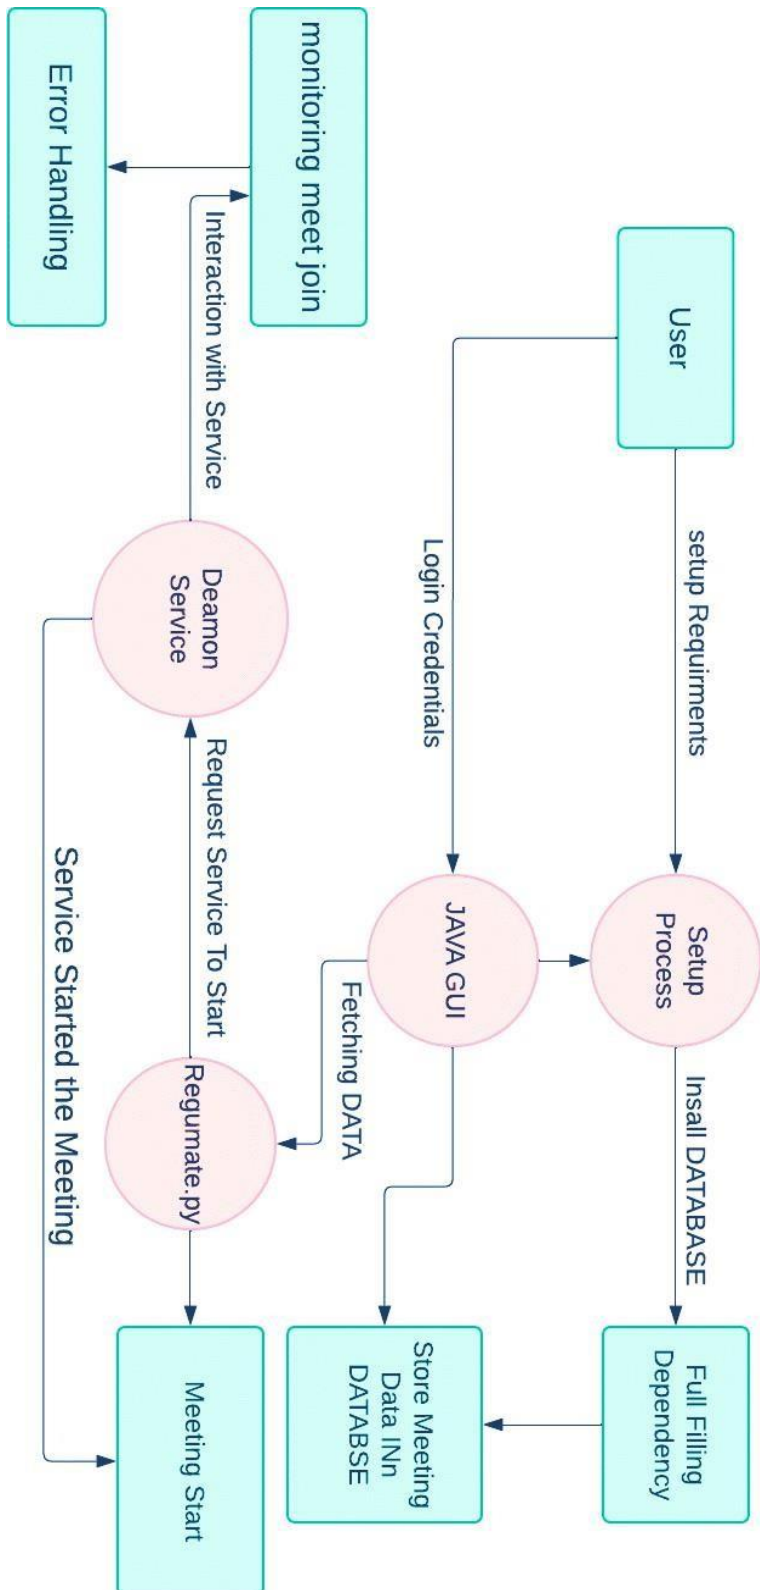 User
setup Requirments
Setup
Process
Insall DATABASE
Full Filling
Dependency
Login Credentials
JAVA GUI
Fetching DATA
Store Meeting
Data INn
DATABSE
monitoring meet join
Interaction with Service
Error Handling
Deamon
Service
Request Service To Start
Regumate.py
Meeting Start
Service Started the Meeting